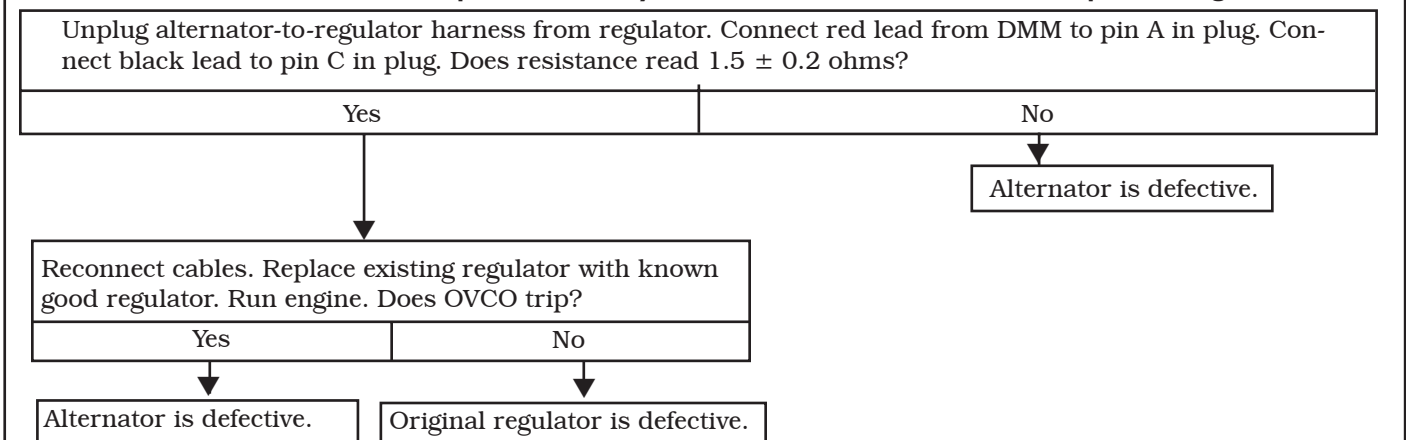 Unplug alternator-to-regulator harness from regulator. Connect red lead from DMM to pin A in plug. Con-
nect black lead to pin C in plug. Does resistance read 1.5 ± 0.2 ohms?
Yes
No
Alternator is defective.
Reconnect cables. Replace existing regulator with known
good regulator. Run engine. Does OVCO trip?
Yes
No
Alternator is defective.
Original regulator is defective.